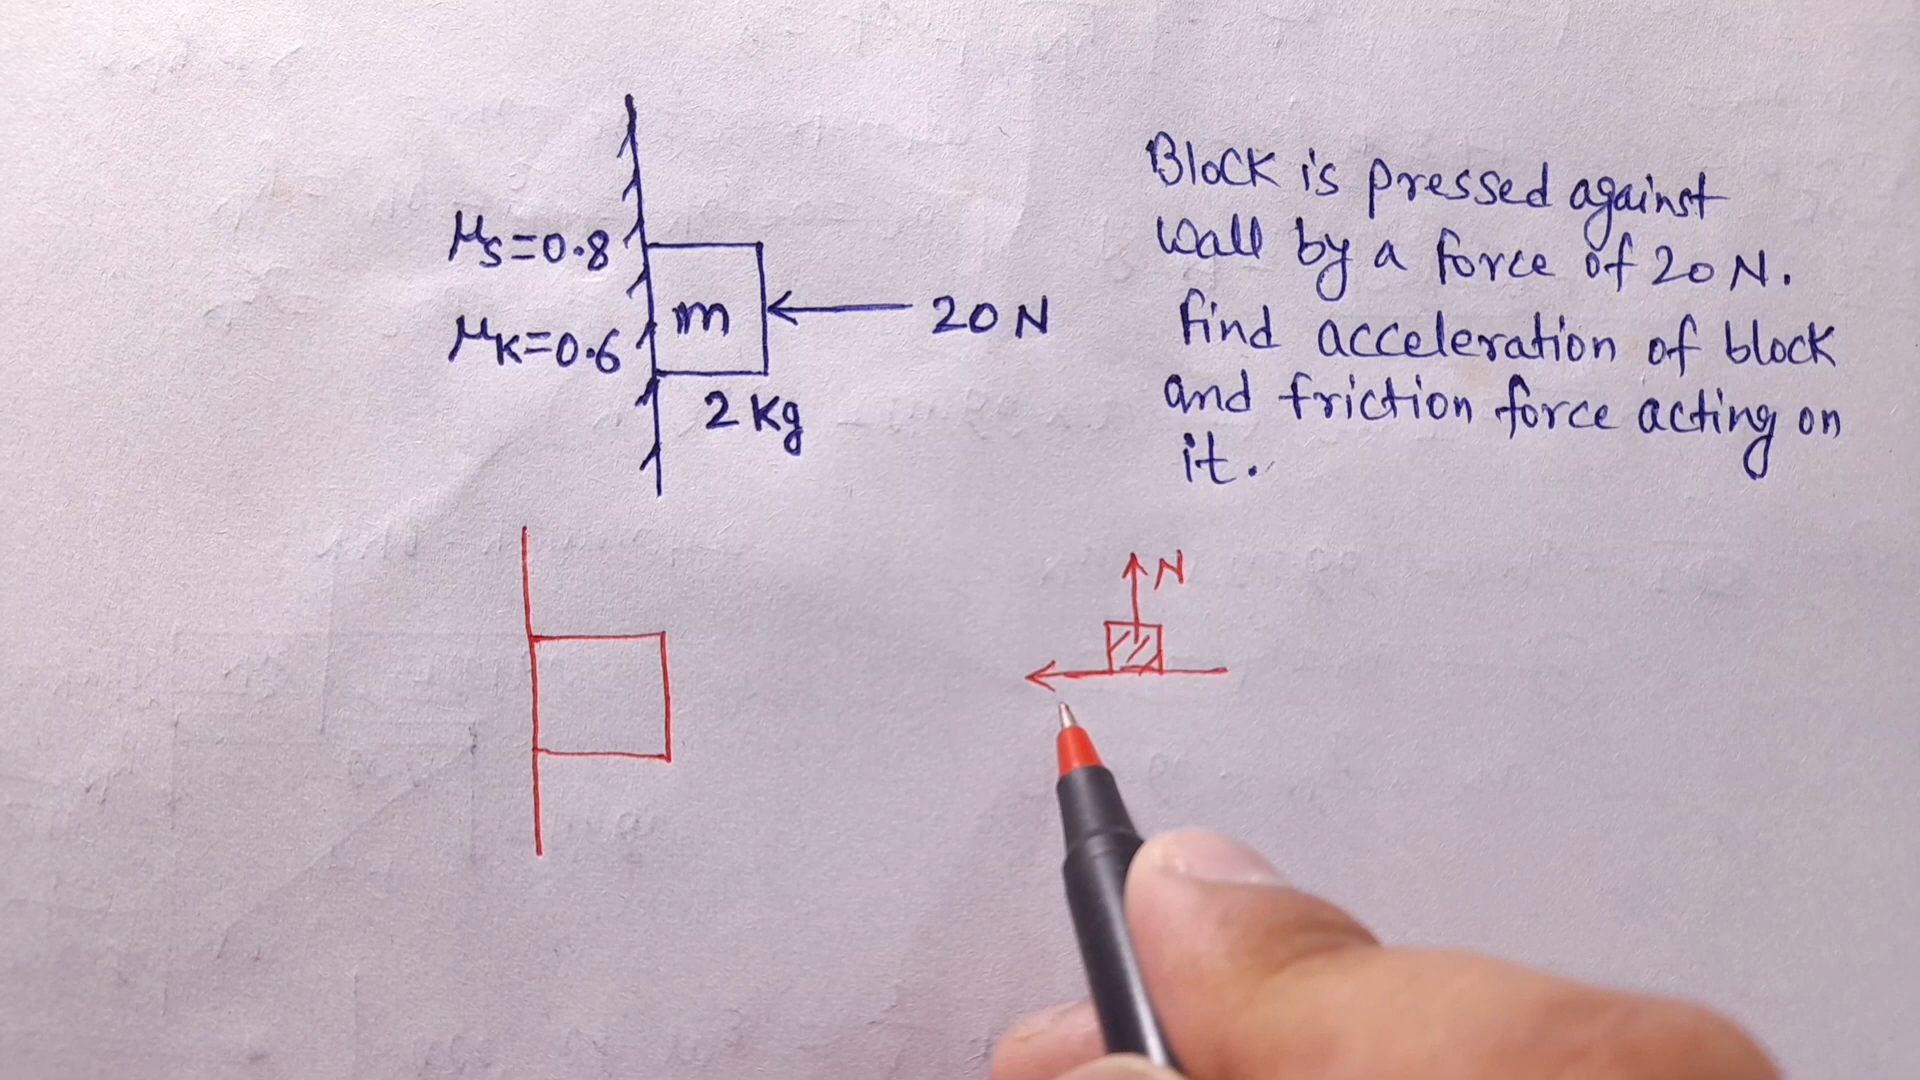 Block is pressed against
wall by a force of 20 N.
find acceleration of block
and friction force acting on
it.
μs=0.8
μK=0.6
m
20 N
2 Kg
N